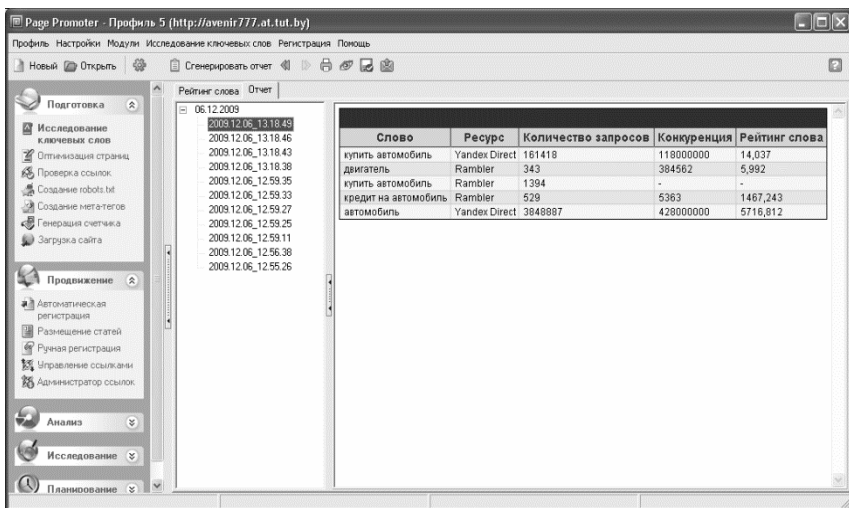 Page Promoter - Профиль 5 (http://avenir777.at.tut.by)
Профиль Настройки Модули Исследование ключевых слов Регистрация Помощь
Новый Открыть Сгенерировать отчет
Рейтинг слова Отчет
Подготовка
Исследование
ключевых слов
Оптимизация страниц
Проверка ссылок
Создание robots.txt
Создание мета-тегов
Генерация счетчика
Загрузка сайта
Продвижение
Автоматическая
регистрация
Размещение статей
Ручная регистрация
Управление ссылками
Администратор ссылок
Анализ
Исследование
Планирование
06.12.2009
2009.12.06_13.18.49
2009.12.06_13.18.46
2009.12.06_13.18.43
2009.12.06_13.18.38
2009.12.06_12.59.35
2009.12.06_12.59.33
2009.12.06_12.59.27
2009.12.06_12.59.25
2009.12.06_12.59.11
2009.12.06_12.56.38
2009.12.06_12.55.26
Слово Ресурс Количество запросов Конкуренция Рейтинг слова
купить автомобиль Yandex Direct 161418 118000000 14,037
двигатель Rambler 343 384562 5,992
купить автомобиль Rambler 1394 - -
кредит на автомобиль Rambler 529 5363 1467,243
автомобиль Yandex Direct 3848887 428000000 5716,812